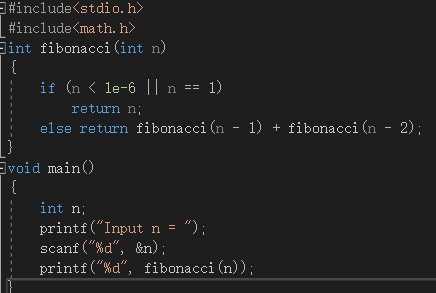 #include<stdio.h>
#include<math.h>
int fibonacci(int n)
{
if (n < 1e-6 || n == 1)
return n;
else return fibonacci(n - 1) + fibonacci(n - 2);
}
void main()
{
int n;
printf("Input n = ");
scanf("%d", &n);
printf("%d", fibonacci(n));
}